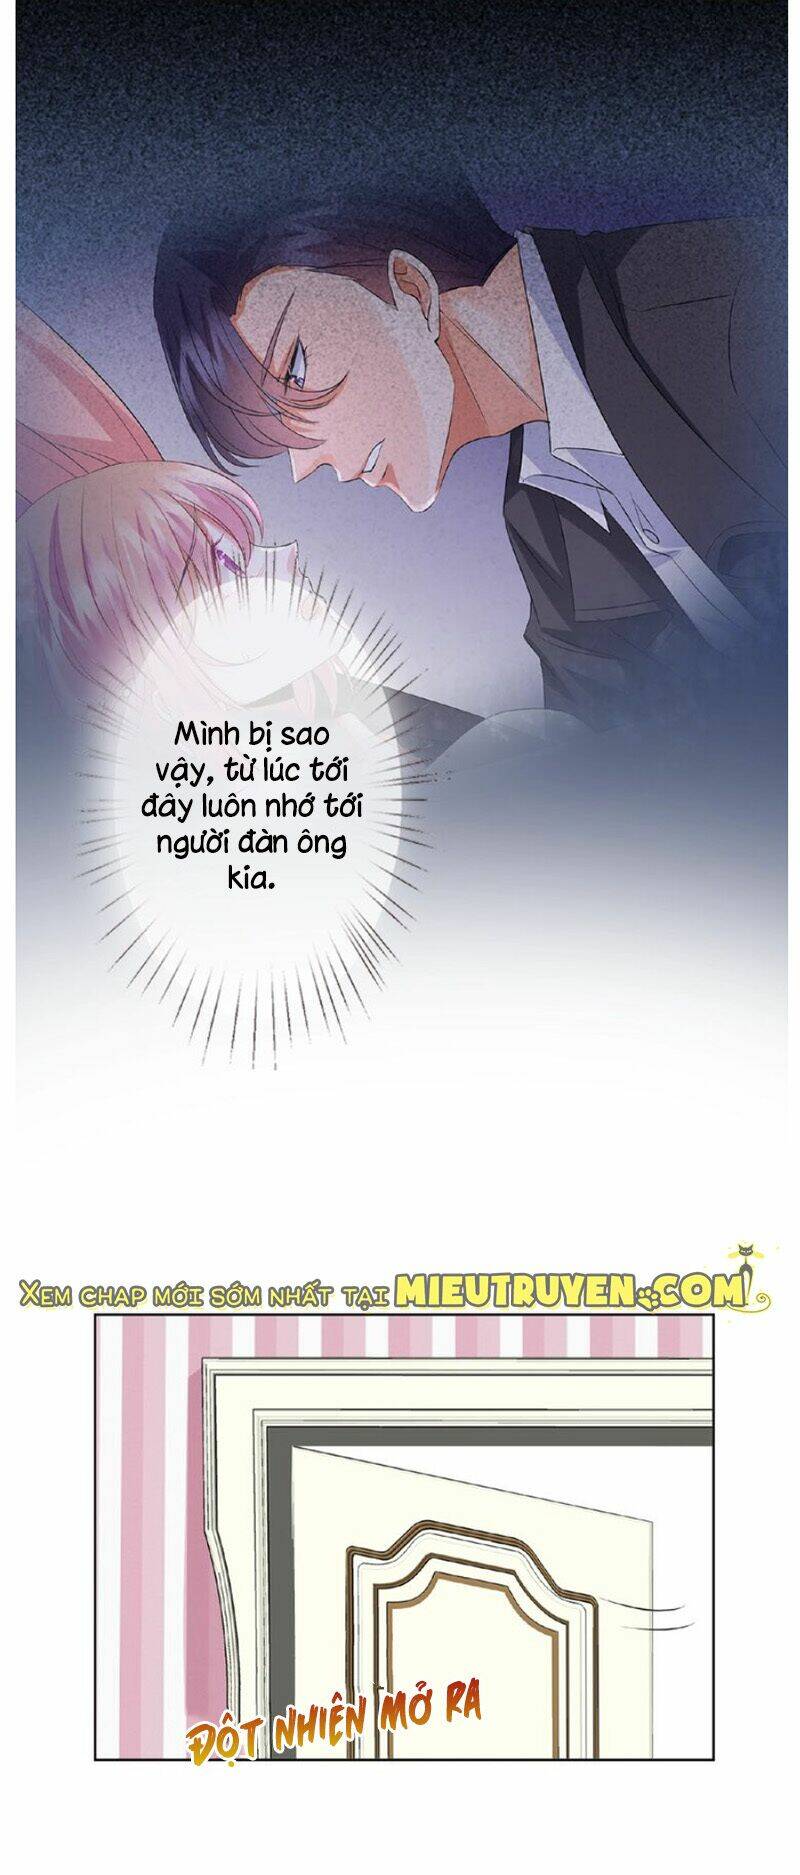 Mình bị sao
vậy, từ lúc tới
đây luôn nhớ tới
người đàn ông
kia.
Xem chap mới sớm nhất tại MIEUTRUYEN.COM
ĐỘT NHIÊN MỞ RA